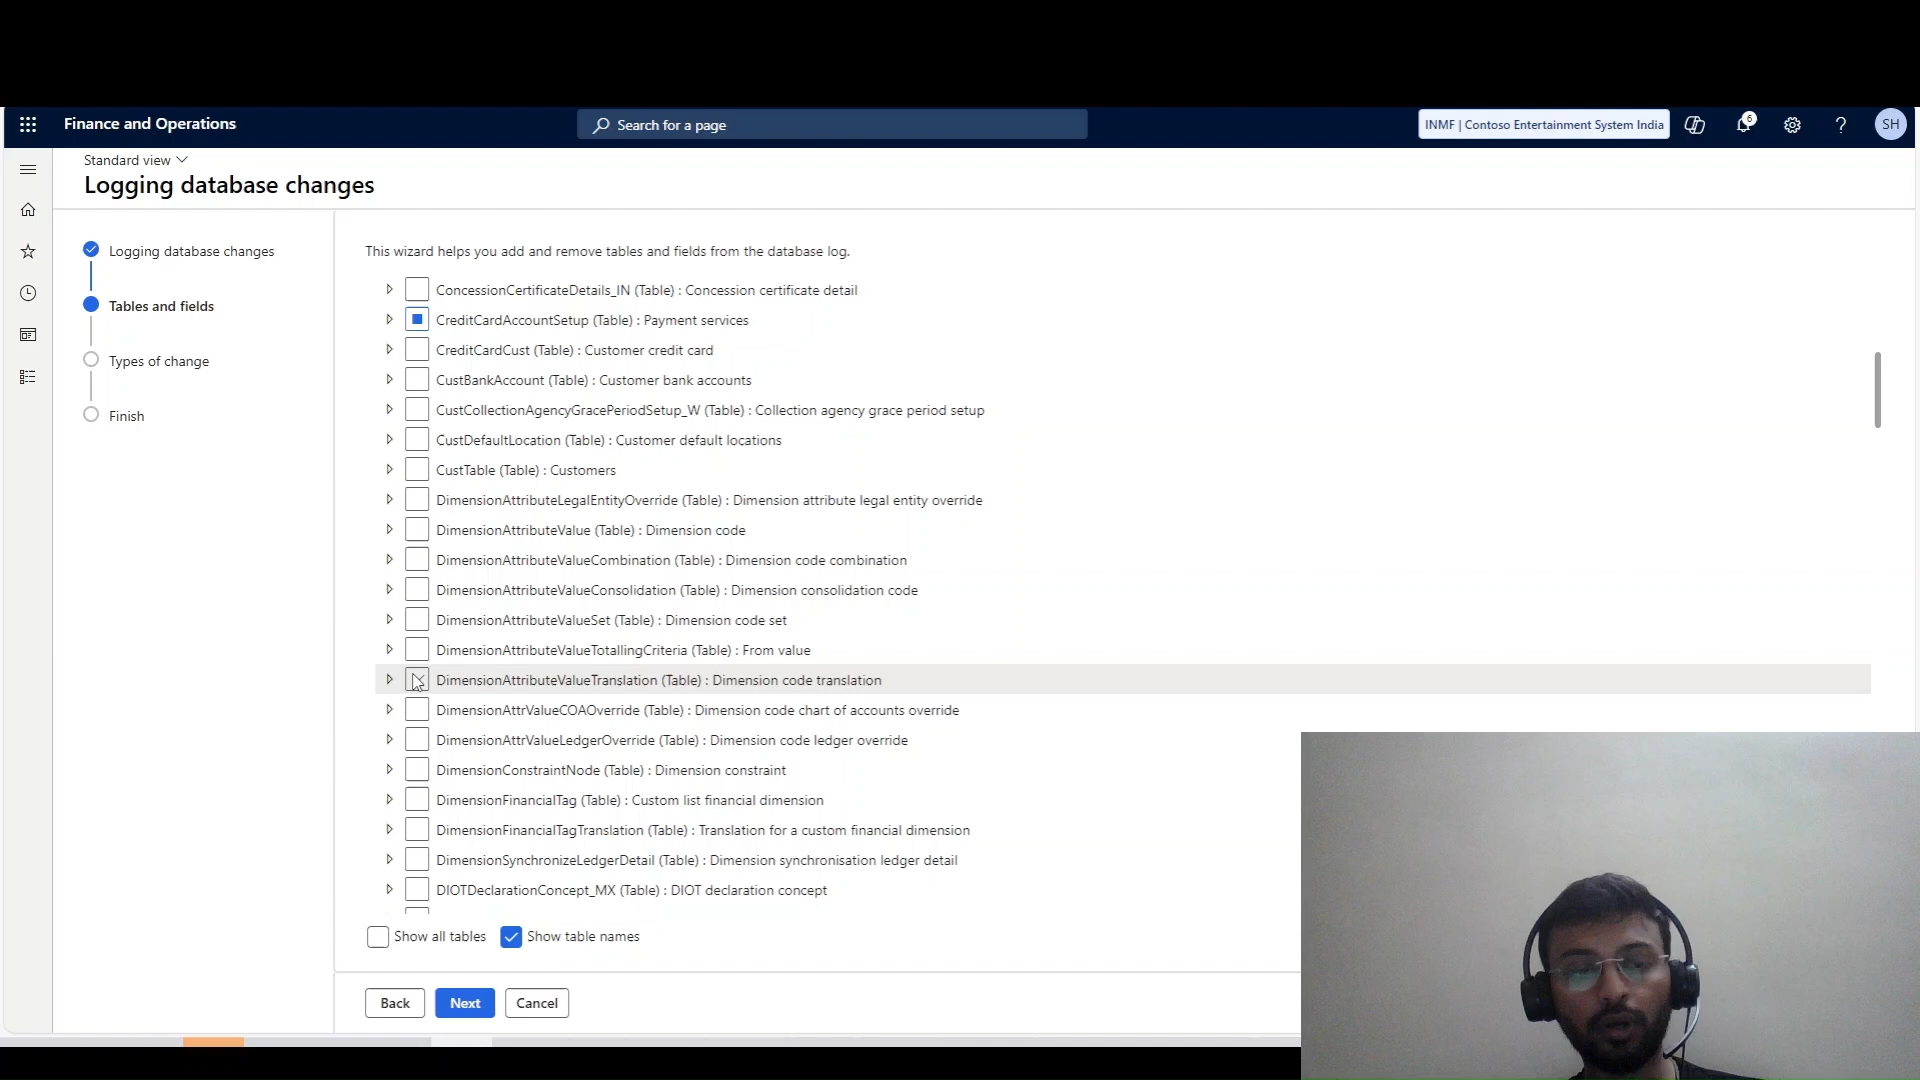 Finance and Operations
Search for a page
INMF | Contoso Entertainment System India
6
?
SH
Standard view
Logging database changes
Logging database changes
Tables and fields
Types of change
Finish
This wizard helps you add and remove tables and fields from the database log.
ConcessionCertificateDetails_IN (Table) : Concession certificate detail
CreditCardAccountSetup (Table) : Payment services
CreditCardCust (Table) : Customer credit card
CustBankAccount (Table) : Customer bank accounts
CustCollectionAgencyGracePeriodSetup_W (Table) : Collection agency grace period setup
CustDefaultLocation (Table) : Customer default locations
CustTable (Table) : Customers
DimensionAttributeLegalEntityOverride (Table) : Dimension attribute legal entity override
DimensionAttributeValue (Table) : Dimension code
DimensionAttributeValueCombination (Table) : Dimension code combination
DimensionAttributeValueConsolidation (Table) : Dimension consolidation code
DimensionAttributeValueSet (Table) : Dimension code set
DimensionAttributeValueTotallingCriteria (Table) : From value
DimensionAttributeValueTranslation (Table) : Dimension code translation
DimensionAttrValueCOAOverride (Table) : Dimension code chart of accounts override
DimensionAttrValueLedgerOverride (Table) : Dimension code ledger override
DimensionConstraintNode (Table) : Dimension constraint
DimensionFinancialTag (Table) : Custom list financial dimension
DimensionFinancialTagTranslation (Table) : Translation for a custom financial dimension
DimensionSynchronizeLedgerDetail (Table) : Dimension synchronisation ledger detail
DIOTDeclarationConcept_MX (Table) : DIOT declaration concept
Show all tables
Show table names
Back
Next
Cancel